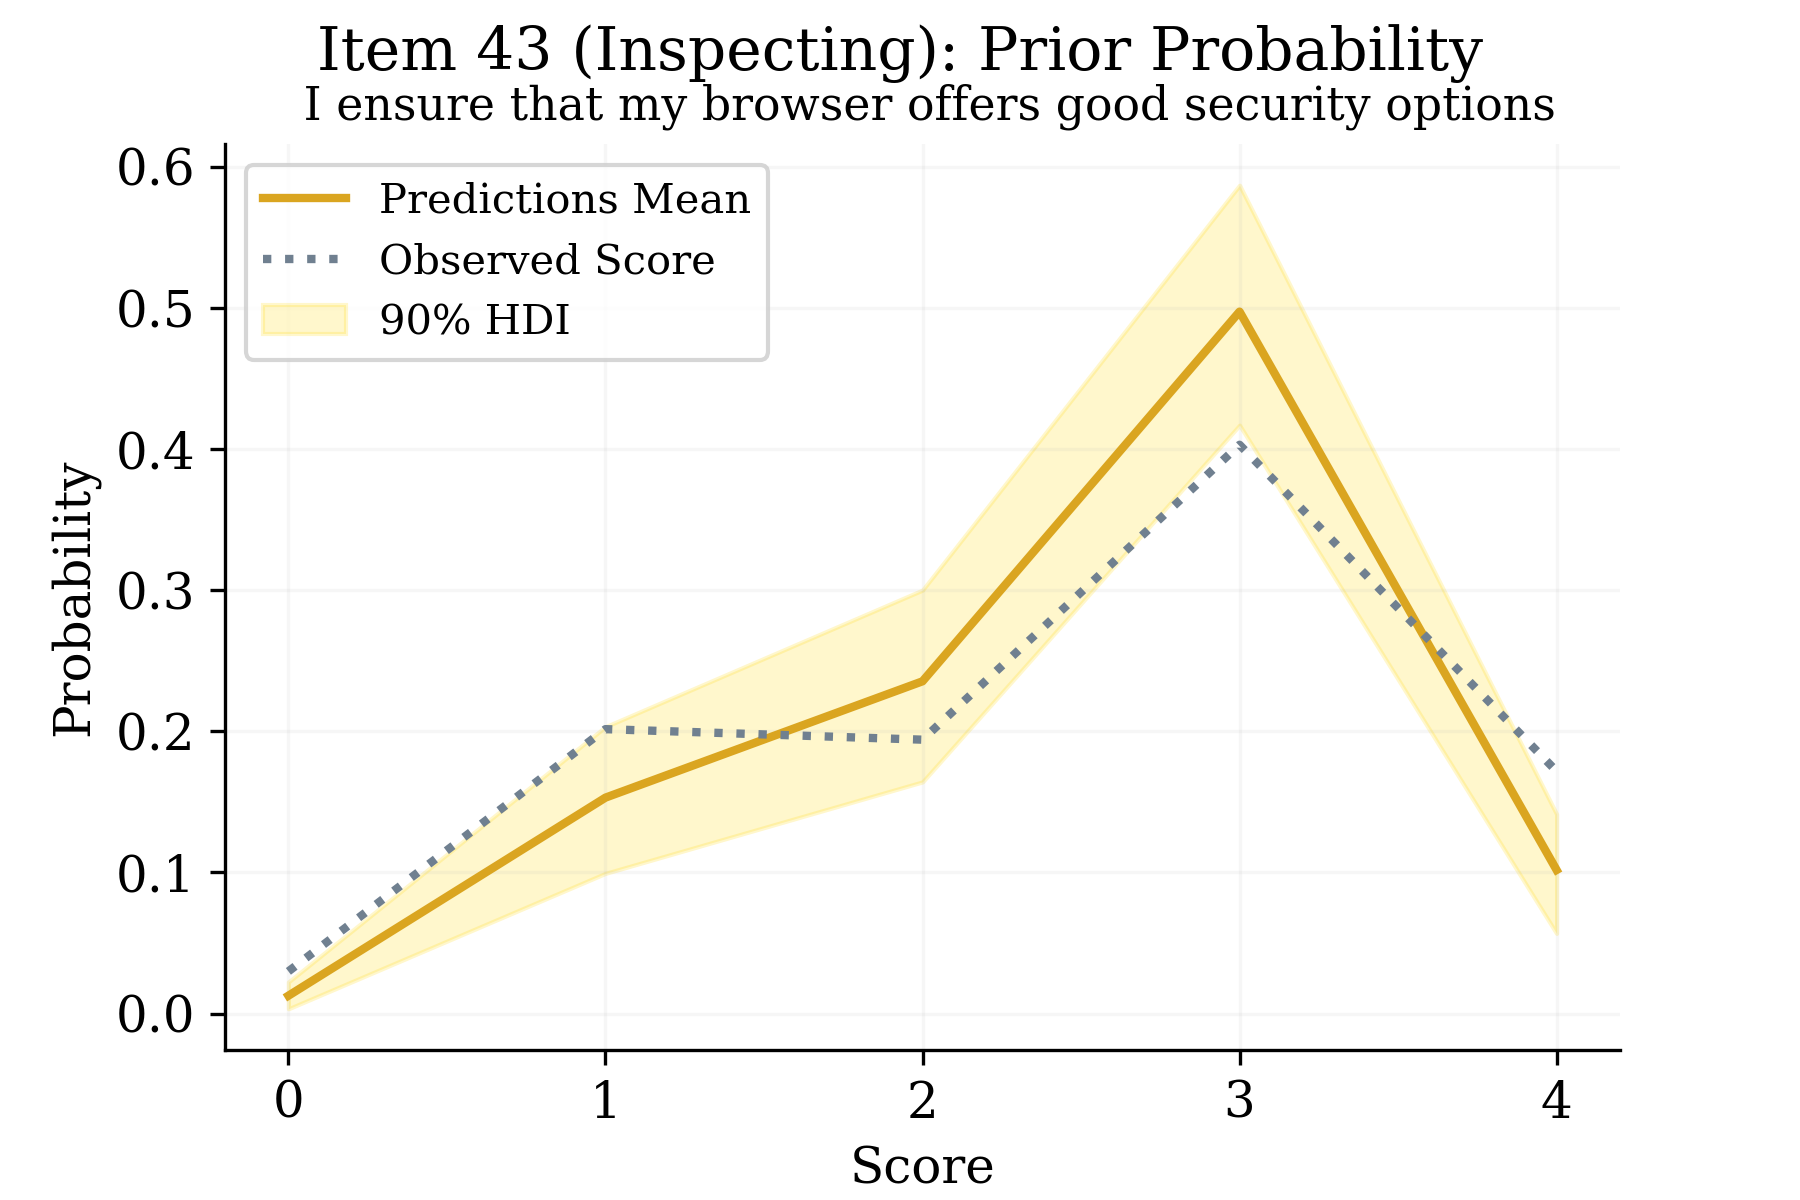 Item 43 (Inspecting): Prior Probability
I ensure that my browser offers good security options
Predictions Mean
Observed Score
90% HDI
Probability
0.6
0.5
0.4
0.3
0.2
0.1
0.0
0 1 2 3 4
Score